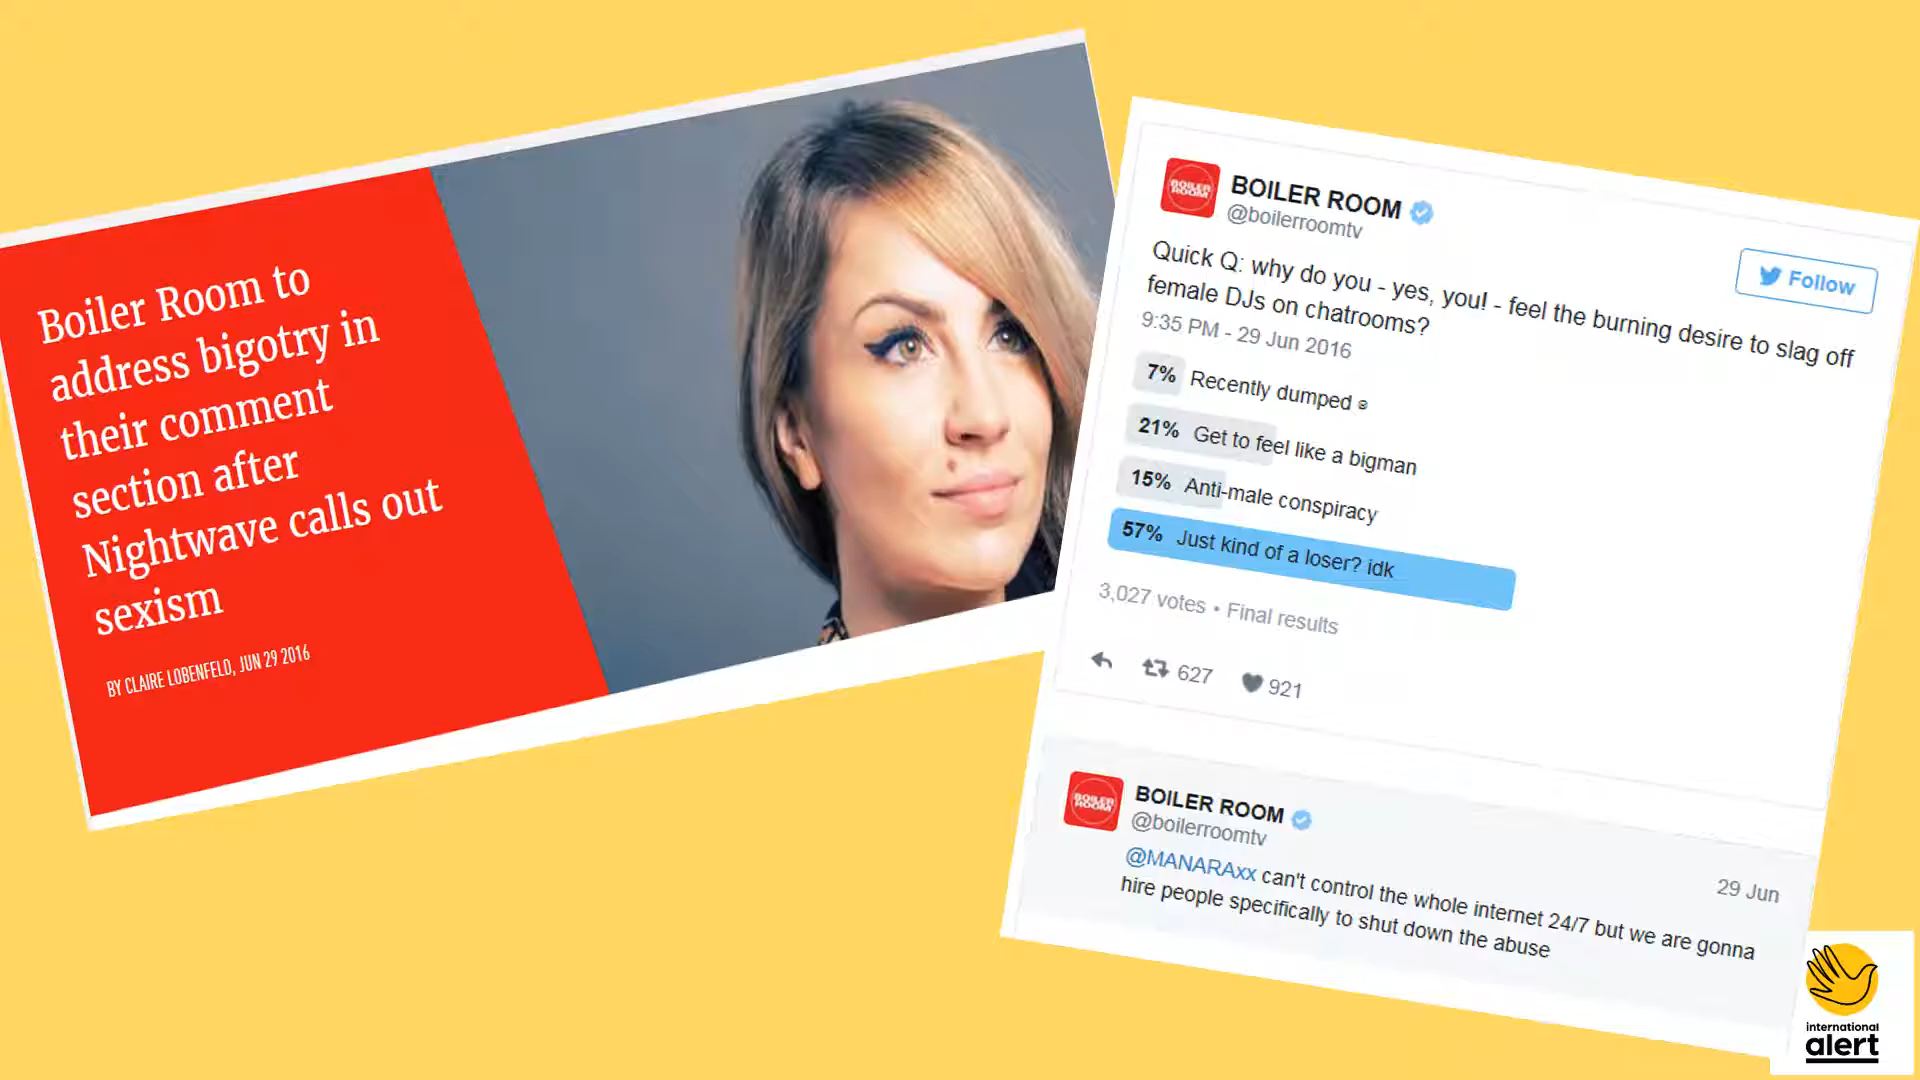 Boiler Room to
address bigotry in
their comment
section after
Nightwave calls out
sexism
BY CLAIRE LOBENFELD, JUN 29 2016
BOILER ROOM
BOILER ROOM
@boilerroomtv
Follow
Quick Q: why do you - yes, you! - feel the burning desire to slag off
female DJs on chatrooms?
9:35 PM - 29 Jun 2016
7% Recently dumped
21% Get to feel like a bigman
15% Anti-male conspiracy
57% Just kind of a loser? idk
3,027 votes • Final results
627 921
BOILER ROOM
BOILER ROOM
@boilerroomtv
29 Jun
@MANARAxx can't control the whole internet 24/7 but we are gonna
hire people specifically to shut down the abuse
international
alert